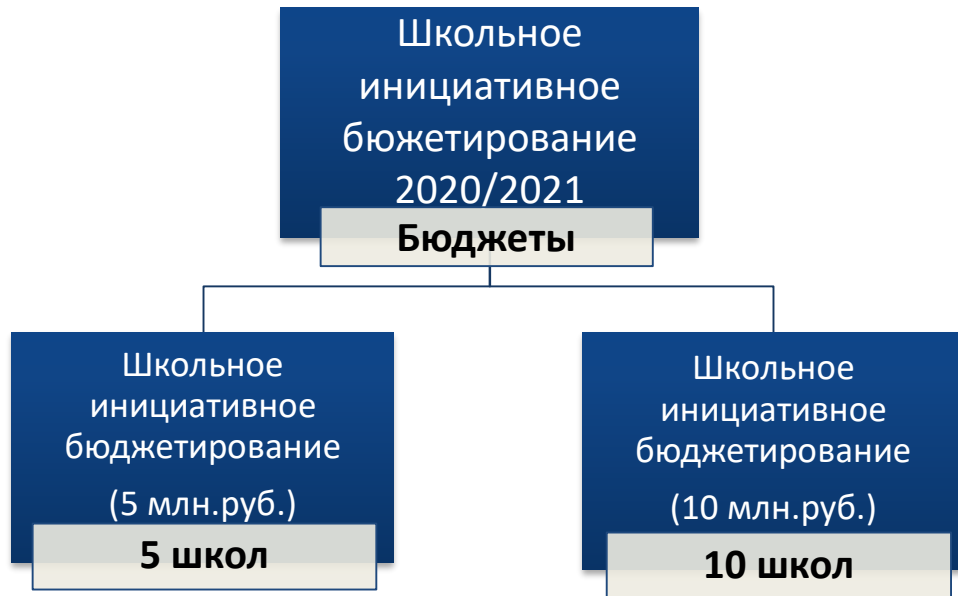 Школьное
инициативное
бюжетирование
2020/2021
Бюджеты
Школьное
инициативное
бюджетирование
(5 млн.руб.)
5 школ
Школьное
инициативное
бюджетирование
(10 млн.руб.)
10 школ